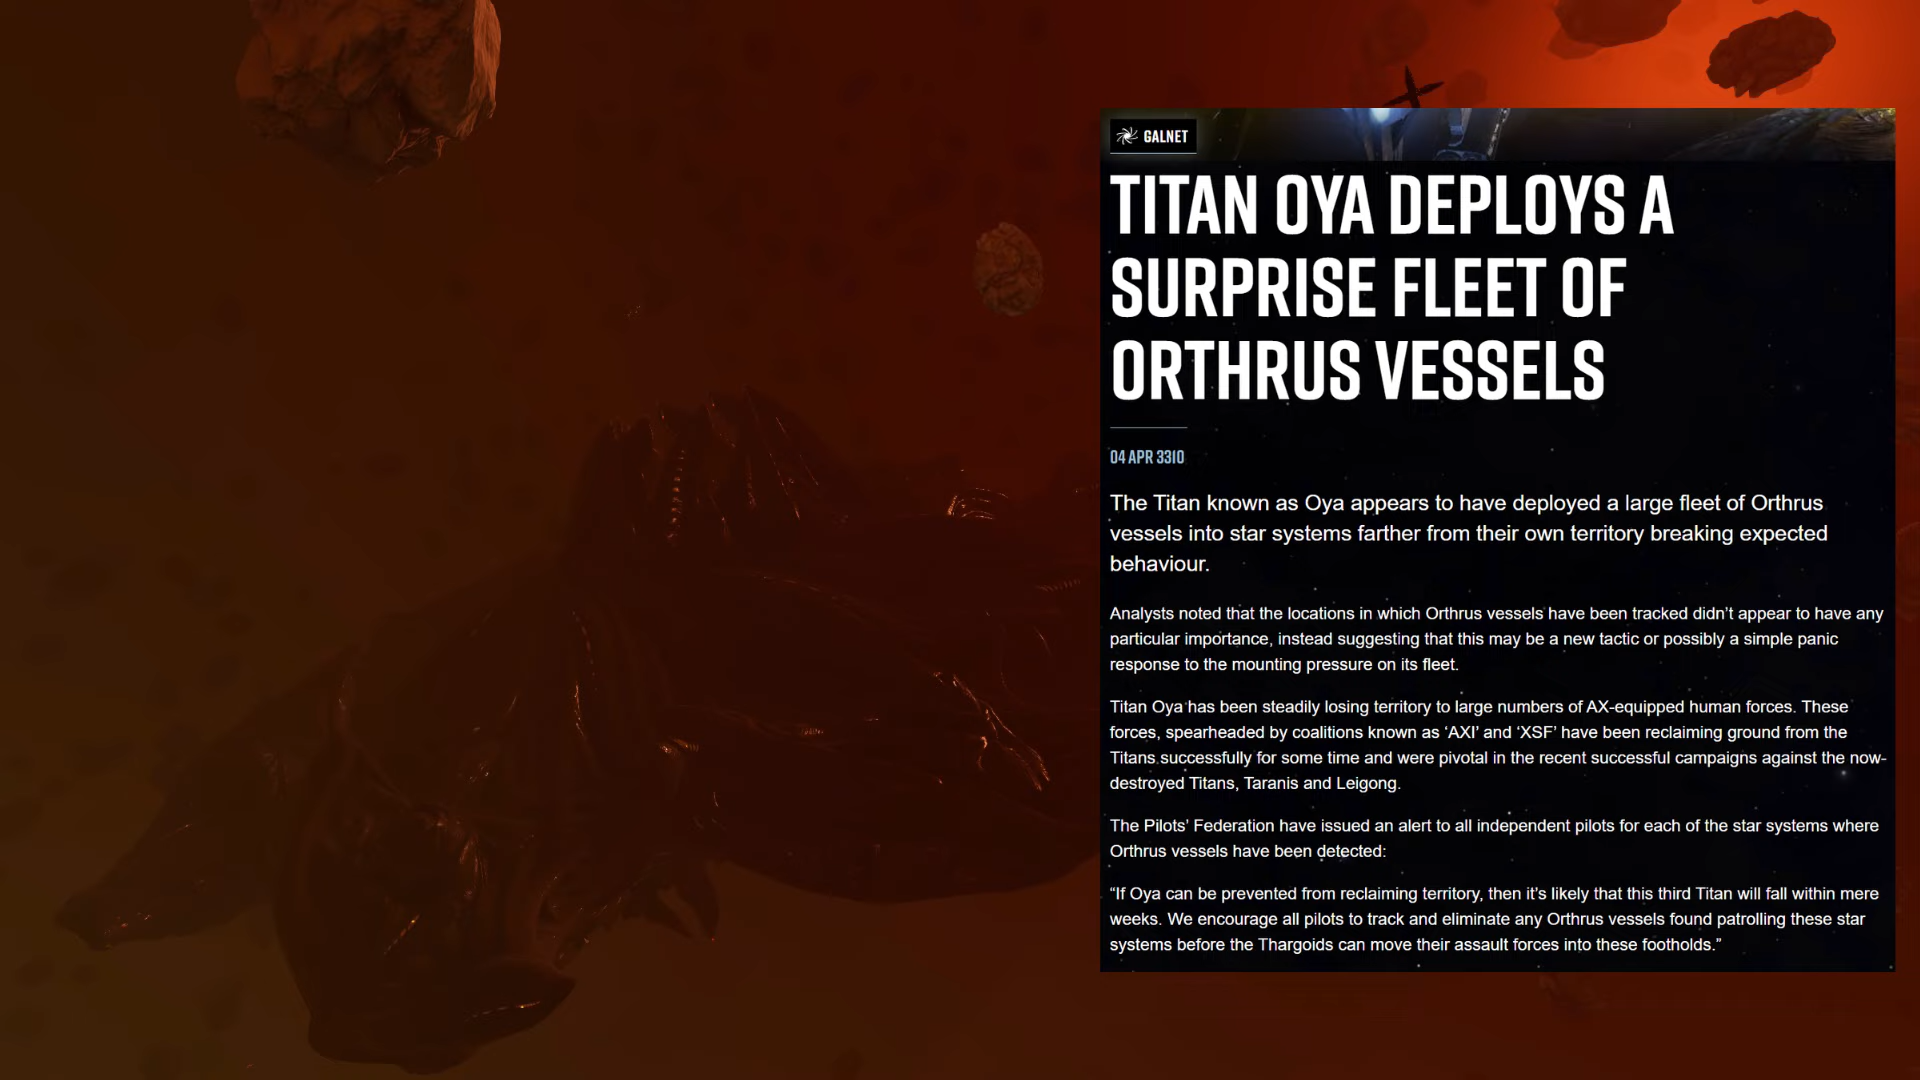 GALNET
TITAN OYA DEPLOYS A
SURPRISE FLEET OF
ORTHRUS VESSELS
04 APR 3310
The Titan known as Oya appears to have deployed a large fleet of Orthrus
vessels into star systems farther from their own territory breaking expected
behaviour.
Analysts noted that the locations in which Orthrus vessels have been tracked didn’t appear to have any
particular importance, instead suggesting that this may be a new tactic or possibly a simple panic
response to the mounting pressure on its fleet.
Titan Oya has been steadily losing territory to large numbers of AX-equipped human forces. These
forces, spearheaded by coalitions known as ‘AXI’ and ‘XSF’ have been reclaiming ground from the
Titans successfully for some time and were pivotal in the recent successful campaigns against the now-
destroyed Titans, Taranis and Leigong.
The Pilots’ Federation have issued an alert to all independent pilots for each of the star systems where
Orthrus vessels have been detected:
“If Oya can be prevented from reclaiming territory, then it’s likely that this third Titan will fall within mere
weeks. We encourage all pilots to track and eliminate any Orthrus vessels found patrolling these star
systems before the Thargoids can move their assault forces into these footholds.”